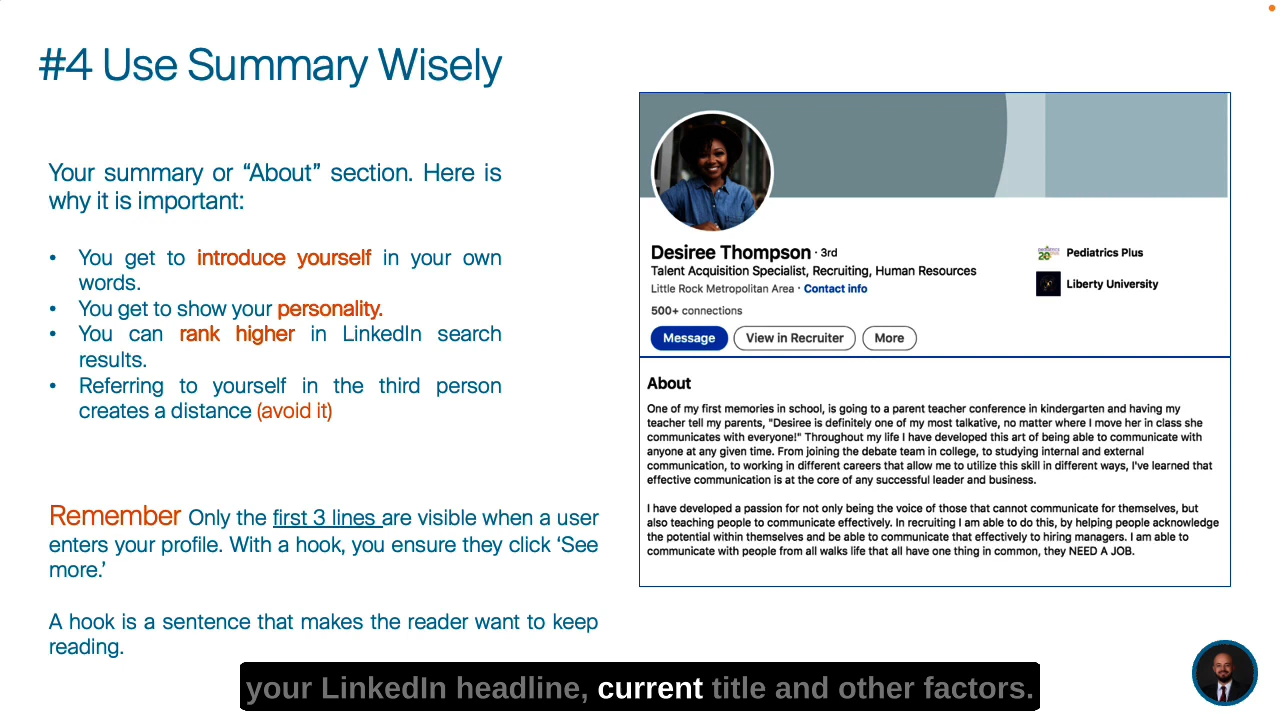 #4 Use Summary Wisely
Your summary or “About” section. Here is
why it is important:
• You get to introduce yourself in your own
words.
• You get to show your personality.
• You can rank higher in LinkedIn search
results.
• Referring to yourself in the third person
creates a distance (avoid it)
Remember Only the first 3 lines are visible when a user
enters your profile. With a hook, you ensure they click ‘See
more.’
A hook is a sentence that makes the reader want to keep
reading.
Desiree Thompson · 3rd
Talent Acquisition Specialist, Recruiting, Human Resources
Little Rock Metropolitan Area · Contact info
500+ connections
Message View in Recruiter More
Pediatrics Plus
Liberty University
About
One of my first memories in school, is going to a parent teacher conference in kindergarten and having my
teacher tell my parents, "Desiree is definitely one of my most talkative, no matter where I move her in class she
communicates with everyone!" Throughout my life I have developed this art of being able to communicate with
anyone at any given time. From joining the debate team in college, to studying internal and external
communication, to working in different careers that allow me to utilize this skill in different ways, I've learned that
effective communication is at the core of any successful leader and business.
I have developed a passion for not only being the voice of those that cannot communicate for themselves, but
also teaching people to communicate effectively. In recruiting I am able to do this, by helping people acknowledge
the potential within themselves and be able to communicate that effectively to hiring managers. I am able to
communicate with people from all walks life that all have one thing in common, they NEED A JOB.
your LinkedIn headline, current title and other factors.